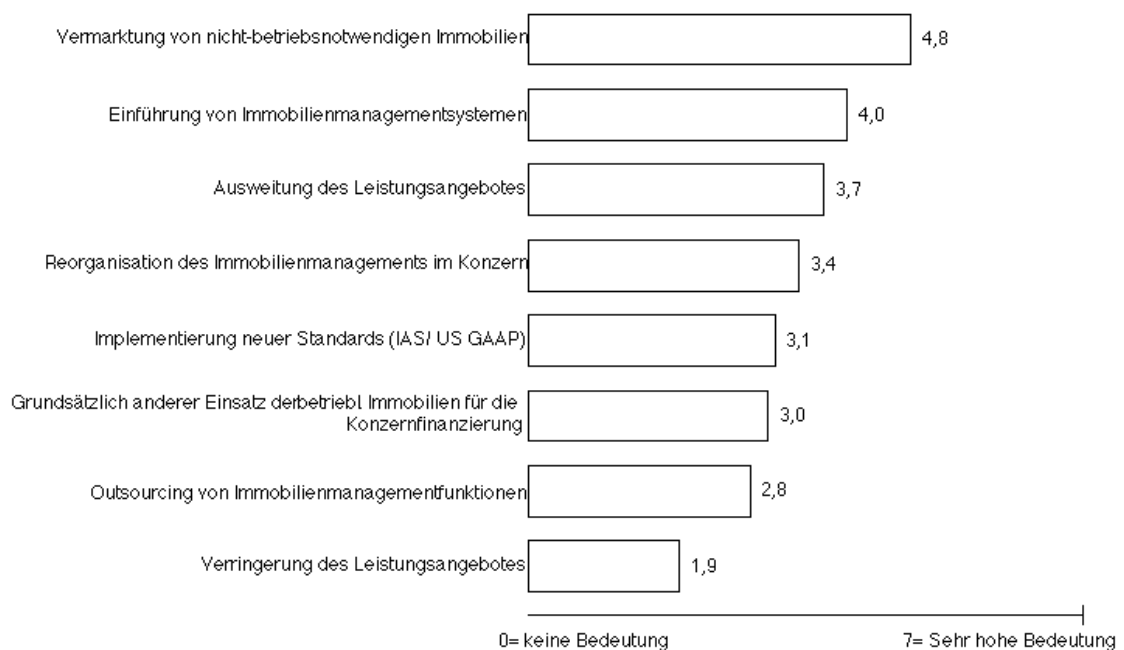 Vermarktung von nicht-betriebsnotwendigen Immobilien 4,8
Einführung von Immobilienmanagementsystemen 4,0
Ausweitung des Leistungsangebotes 3,7
Reorganisation des Immobilienmanagements im Konzern 3,4
Implementierung neuer Standards (IAS/ US GAAP) 3,1
Grundsätzlich anderer Einsatz derbetriebl. Immobilien für die
Konzernfinanzierung 3,0
Outsourcing von Immobilienmanagementfunktionen 2,8
Verringerung des Leistungsangebotes 1,9
0= keine Bedeutung 7= Sehr hohe Bedeutung